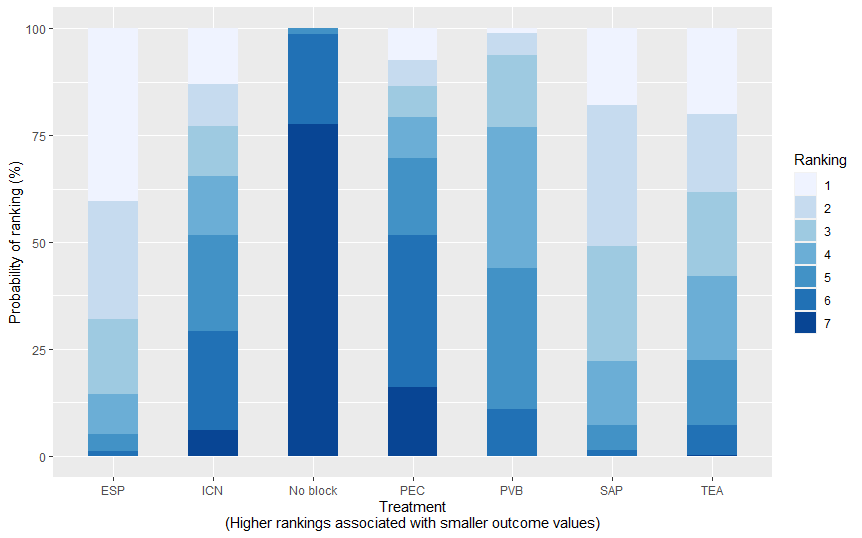 Probability of ranking (%)
100
75
50
25
0
ESP ICN No block PEC PVB SAP TEA
Treatment
(Higher rankings associated with smaller outcome values)
Ranking
1
2
3
4
5
6
7